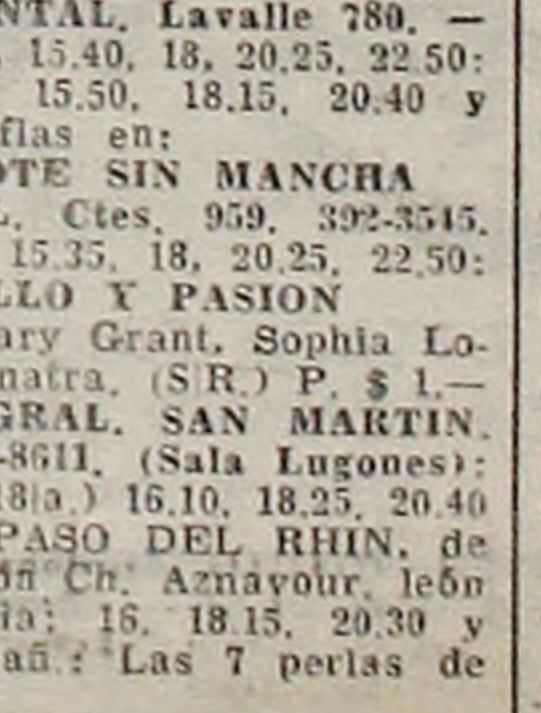 NTAL. Lavalle 780. —
15.40, 18, 20.25, 22.50:
15.50, 18.15, 20.40 y
flas en:
OTE SIN MANCHA
L. Ctes. 959. 392-3545.
15.35, 18, 20.25, 22.50:
LLO Y PASION
ary Grant, Sophia Lo-
natra. (S|R.) P. $ 1.—
GRAL. SAN MARTIN.
-8611. (Sala Lugones):
18|a.) 16.10, 18.25, 20.40
PASO DEL RHIN, de
ón Ch. Aznavour, león
ia: 16, 18.15, 20.30 y
añ.: Las 7 perlas de